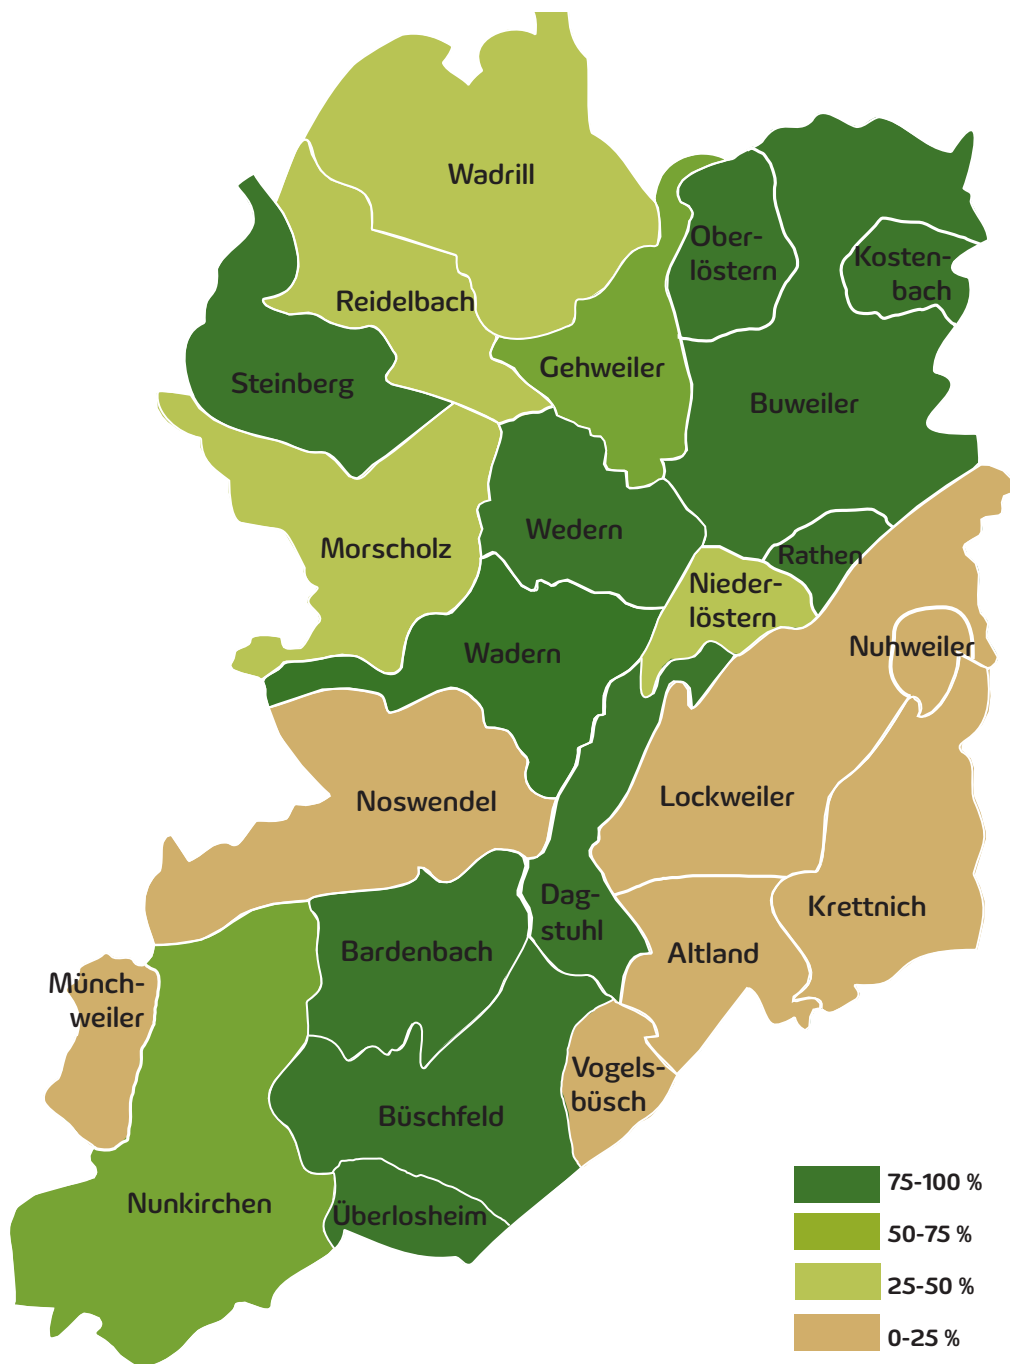 Wadrill
Ober-
löstern
Kosten-
bach
Reidelbach
Gehweiler
Steinberg
Buweiler
Wedern
Morscholz
Rathen
Nieder-
löstern
Nuhweiler
Wadern
Noswendel
Lockweiler
Dag-
stuhl
Krettnich
Bardenbach
Altland
Münch-
weiler
Vogels-
büsch
Büschfeld
Nunkirchen
Überlosheim
75-100 %
50-75 %
25-50 %
0-25 %